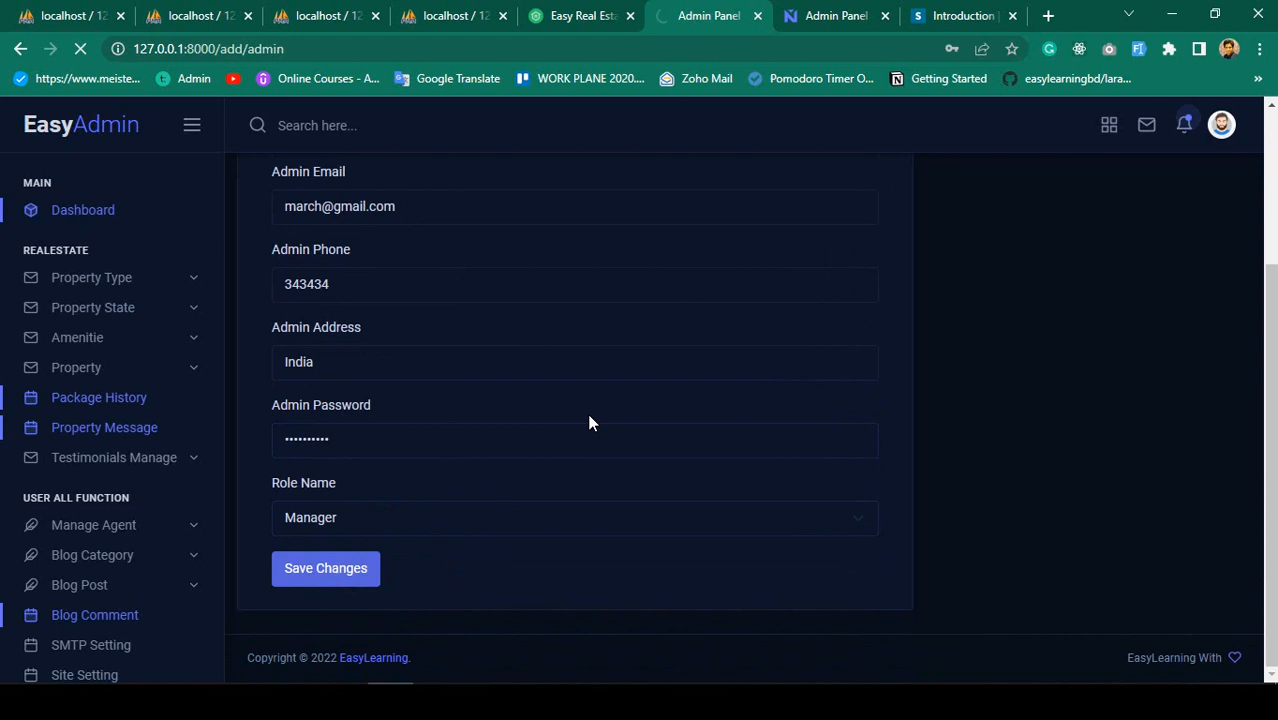 localhost / 12
localhost / 12
localhost / 12
localhost / 12
Easy Real Est
Admin Panel
Admin Panel
Introduction
127.0.0.1:8000/add/admin
https://www.meiste...
Admin
Online Courses - A...
Google Translate
WORK PLANE 2020....
Zoho Mail
Pomodoro Timer O...
Getting Started
easylearningbd/lara...
EasyAdmin
Search here...
MAIN
Dashboard
REALESTATE
Property Type
Property State
Amenitie
Property
Package History
Property Message
Testimonials Manage
USER ALL FUNCTION
Manage Agent
Blog Category
Blog Post
Blog Comment
SMTP Setting
Site Setting
Admin Email
march@gmail.com
Admin Phone
343434
Admin Address
India
Admin Password
••••••••••
Role Name
Manager
Save Changes
Copyright © 2022 EasyLearning.
EasyLearning With